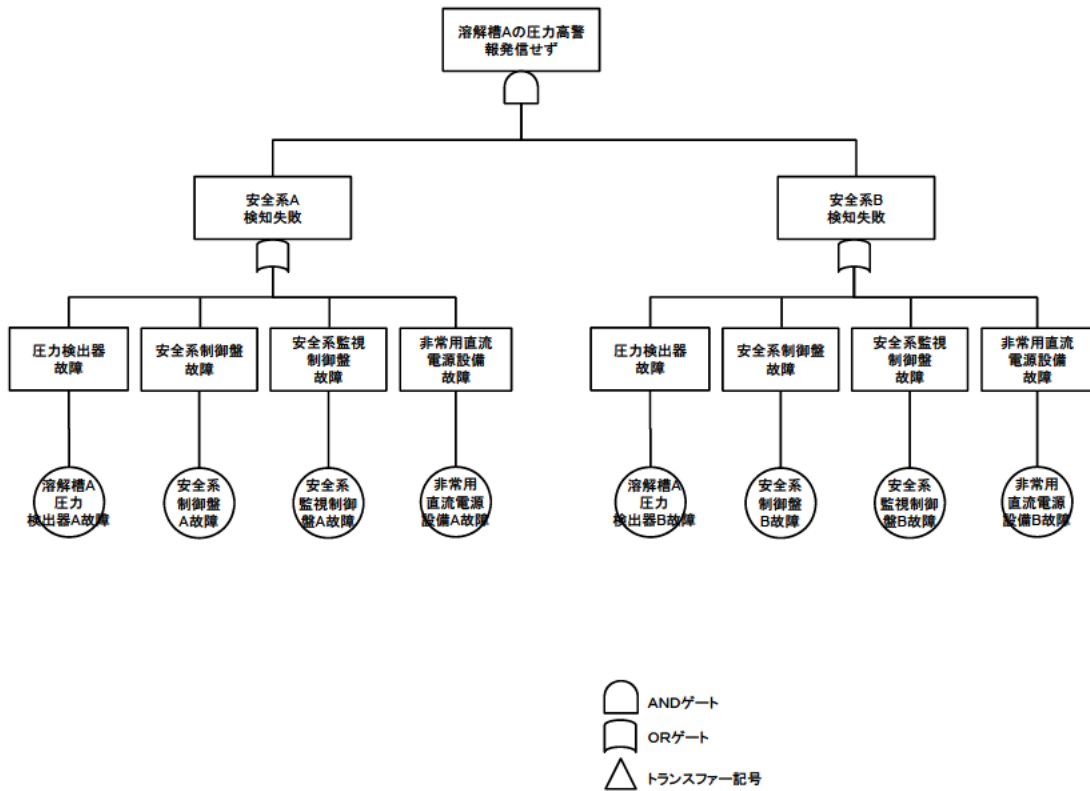 溶解槽Aの圧力高警
報発信せず
安全系A
検知失敗
安全系B
検知失敗
圧力検出器
故障
安全系制御盤
故障
安全系監視
制御盤
故障
非常用直流
電源設備
故障
圧力検出器
故障
安全系制御盤
故障
安全系監視
制御盤
故障
非常用直流
電源設備
故障
溶解槽A
圧力
検出器A故障
安全系
制御盤
A故障
安全系
監視制御
盤A故障
非常用
直流電源
設備A故障
溶解槽A
圧力
検出器B故障
安全系
制御盤
B故障
安全系
監視制御
盤B故障
非常用
直流電源
設備B故障
ANDゲート
ORゲート
トランスファー記号